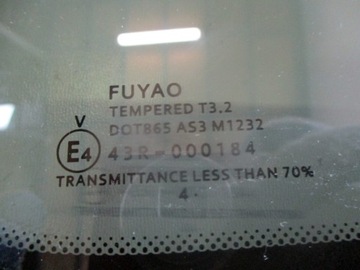 FUYAO
TEMPERED T3.2
DOT865 AS3 M1232
V
E4
43R-000184
TRANSMITTANCE LESS THAN 70%
4.